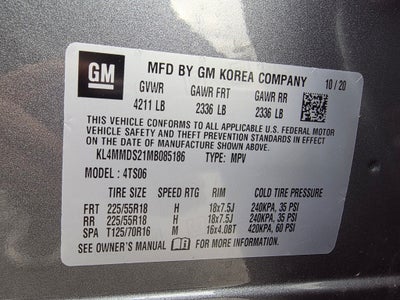 GM
MFD BY GM KOREA COMPANY 10/20
GVWR GAWR FRT GAWR RR
4211 LB 2336 LB 2336 LB
THIS VEHICLE CONFORMS TO ALL APPLICABLE U.S. FEDERAL MOTOR
VEHICLE SAFETY AND THEFT PREVENTION STANDARDS IN EFFECT
ON THE DATE OF MANUFACTURE SHOWN ABOVE.
KL4MMDS21MB085186 TYPE: MPV
MODEL : 4TS06
TIRE SIZE SPEED RTG RIM COLD TIRE PRESSURE
FRT 225/55R18 H 18x7.5J 240KPA, 35 PSI
RR 225/55R18 H 18x7.5J 240KPA, 35 PSI
SPA T125/70R16 M 16x4.0BT 420KPA, 60 PSI
SEE OWNER'S MANUAL FOR MORE INFORMATION.